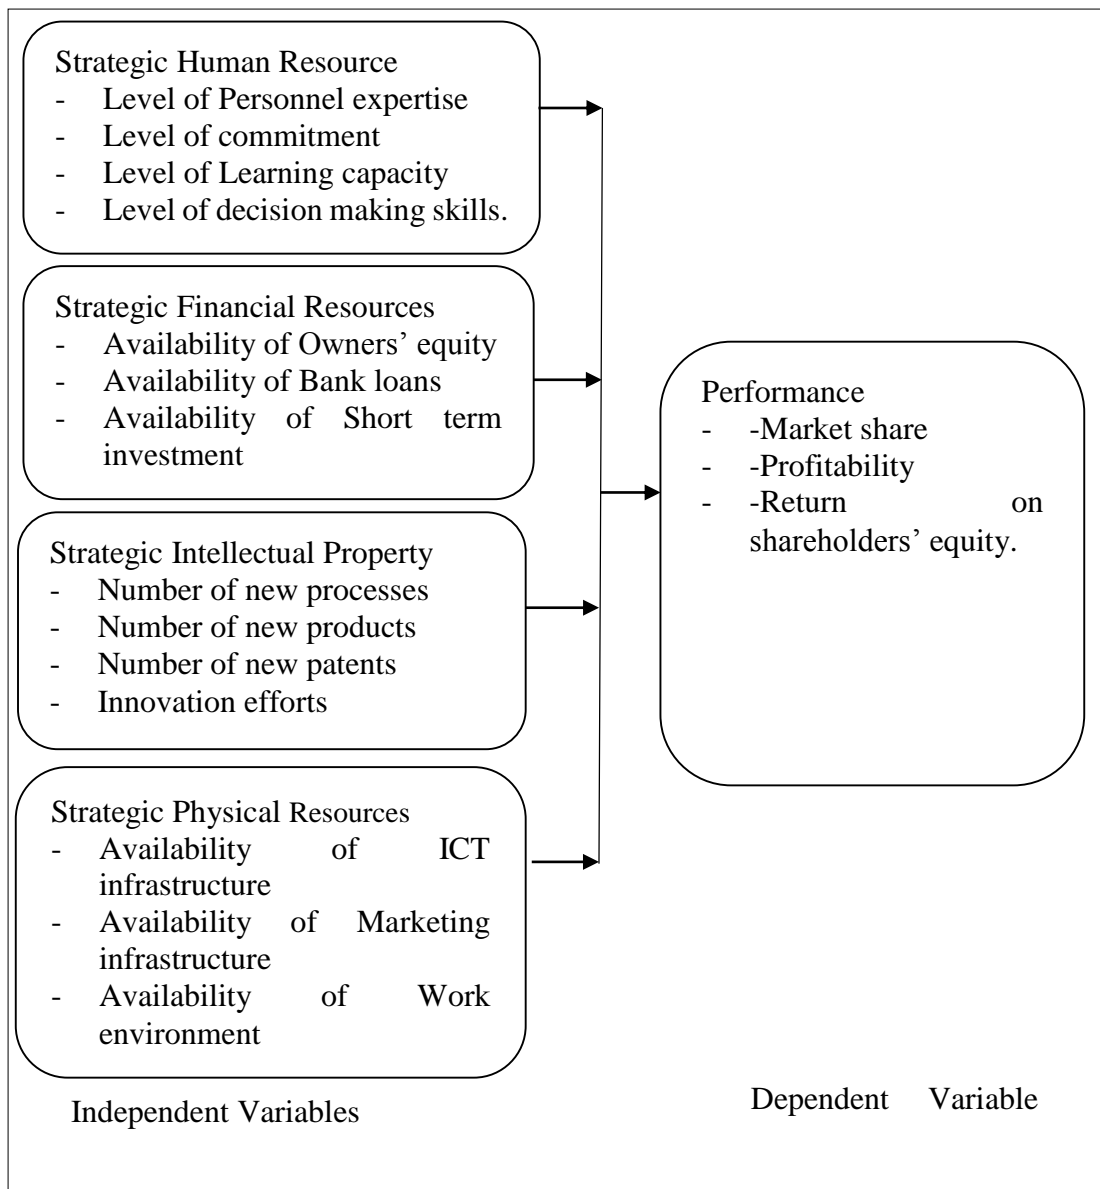 Strategic Human Resource
- Level of Personnel expertise
- Level of commitment
- Level of Learning capacity
- Level of decision making skills.
Strategic Financial Resources
- Availability of Owners’ equity
- Availability of Bank loans
- Availability of Short term
investment
Strategic Intellectual Property
- Number of new processes
- Number of new products
- Number of new patents
- Innovation efforts
Strategic Physical Resources
- Availability of ICT
infrastructure
- Availability of Marketing
infrastructure
- Availability of Work
environment
Independent Variables
Performance
- -Market share
- -Profitability
- -Return on
shareholders’ equity.
Dependent Variable